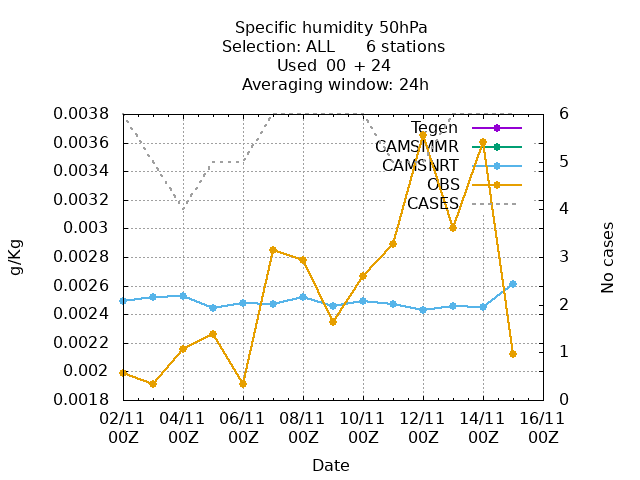 Specific humidity 50hPa
Selection: ALL 6 stations
Used 00 + 24
Averaging window: 24h
0.0038
0.0036
0.0034
0.0032
0.003
0.0028
0.0026
0.0024
0.0022
0.002
0.0018
g/Kg
6
5
4
3
2
1
0
No cases
Tegen
CAMSiMR
CAMSNRT
OBS
CASES
02/11 04/11 06/11 08/11 10/11 12/11 14/11 16/11
00Z 00Z 00Z 00Z 00Z 00Z 00Z 00Z
Date